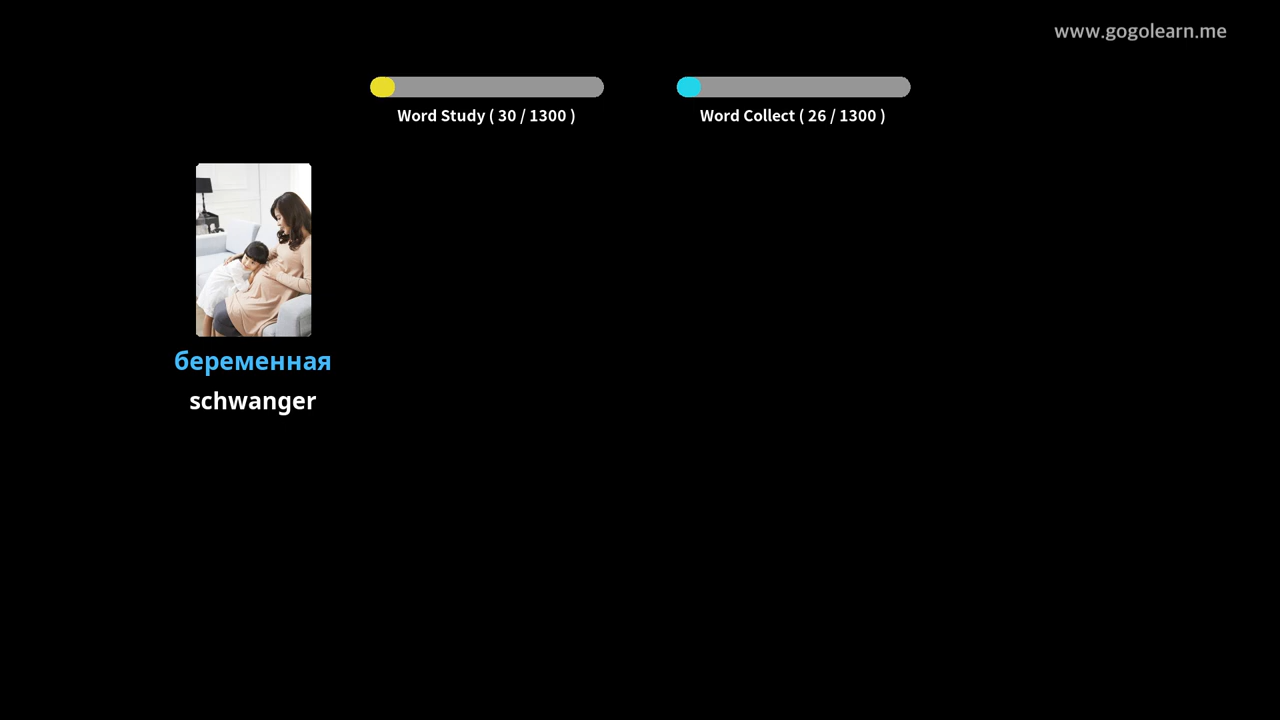 www.gogolearn.me
Word Study ( 30 / 1300 )
Word Collect ( 26 / 1300 )
беременная
schwanger